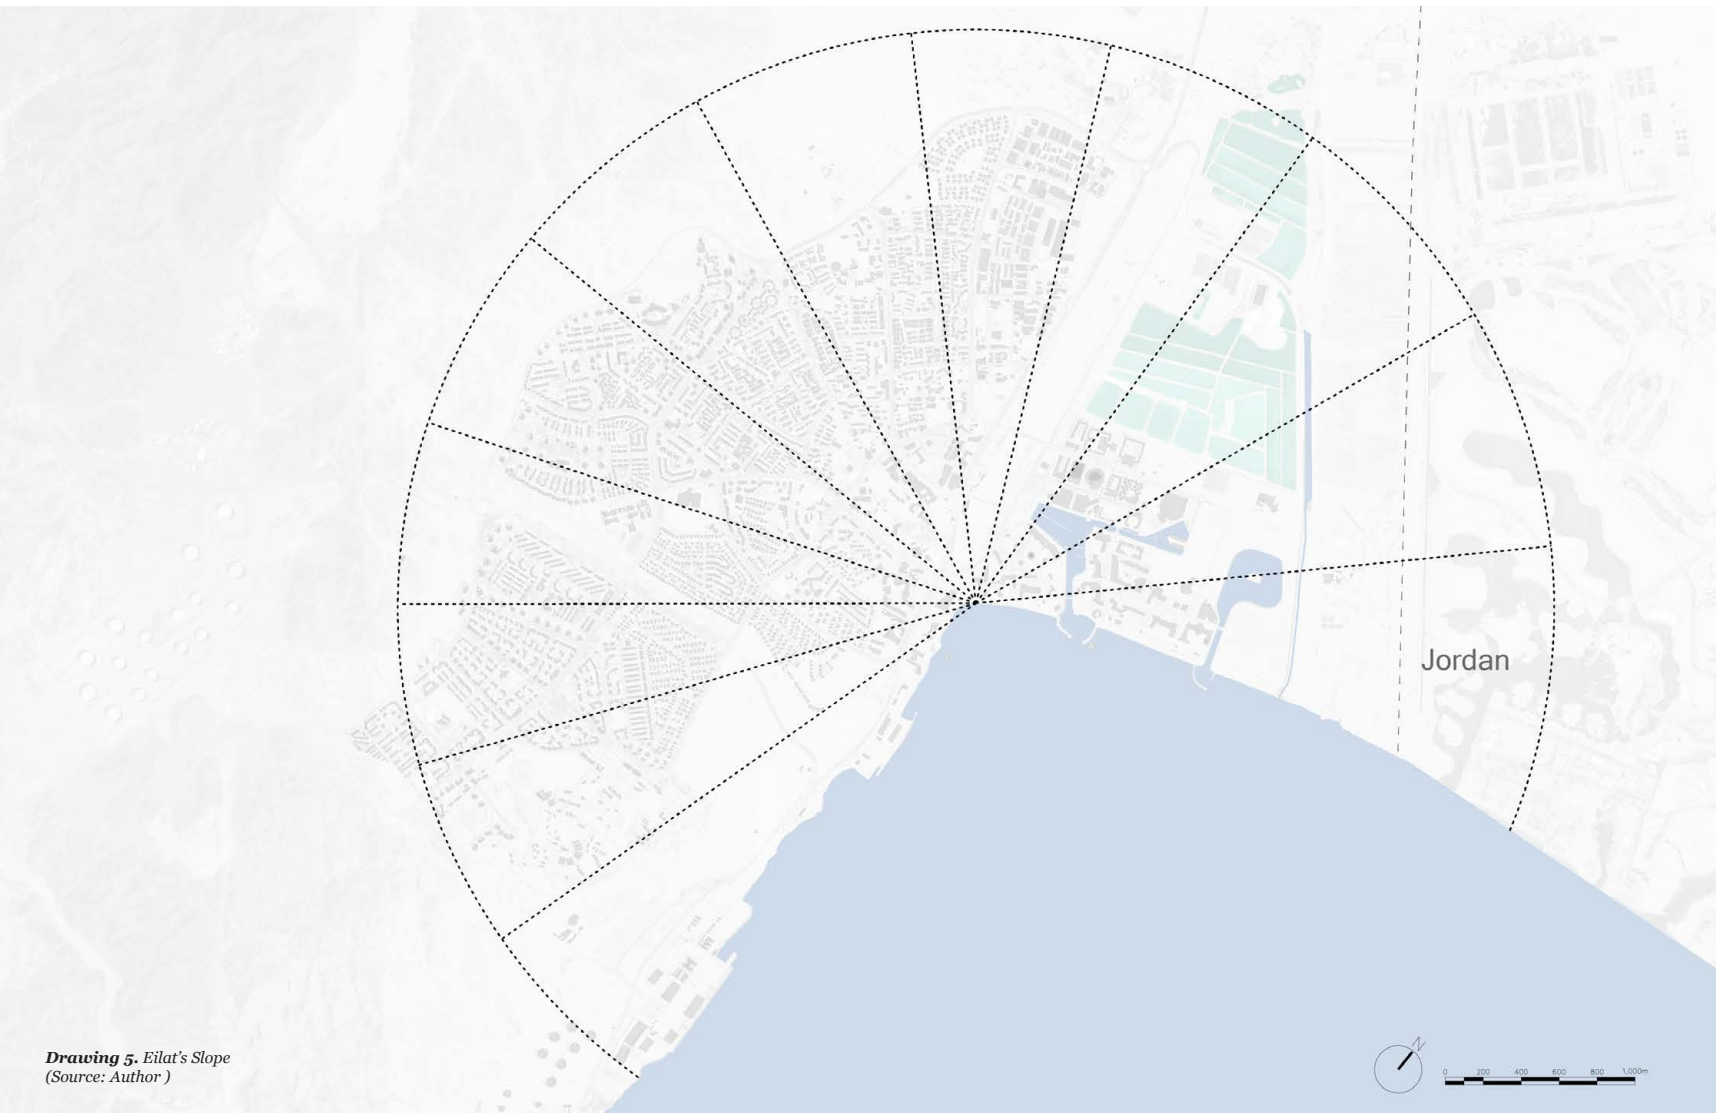 Jordan
Drawing 5. Eilat's Slope
(Source: Author )
N
0 200 400 600 800 1,000m